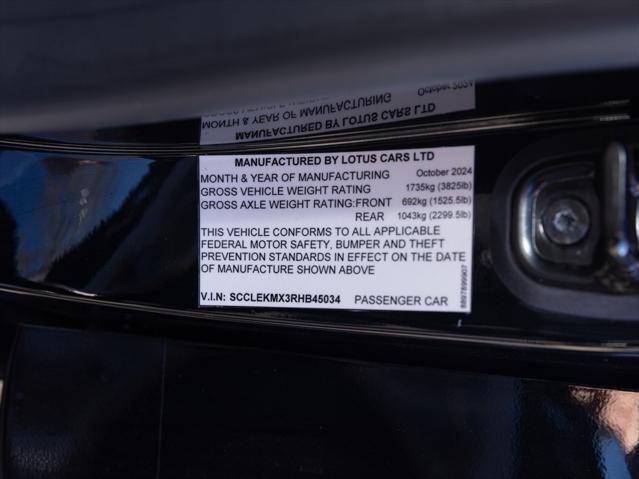 MANUFACTURED BY LOTUS CARS LTD
MONTH & YEAR OF MANUFACTURING October 2024
GROSS VEHICLE WEIGHT RATING 1735kg (3825lb)
GROSS AXLE WEIGHT RATING:FRONT 692kg (1525.5lb)
REAR 1043kg (2299.5lb)
THIS VEHICLE CONFORMS TO ALL APPLICABLE
FEDERAL MOTOR SAFETY, BUMPER AND THEFT
PREVENTION STANDARDS IN EFFECT ON THE DATE
OF MANUFACTURE SHOWN ABOVE
V.I.N: SCCLEKMX3RHB45034 PASSENGER CAR